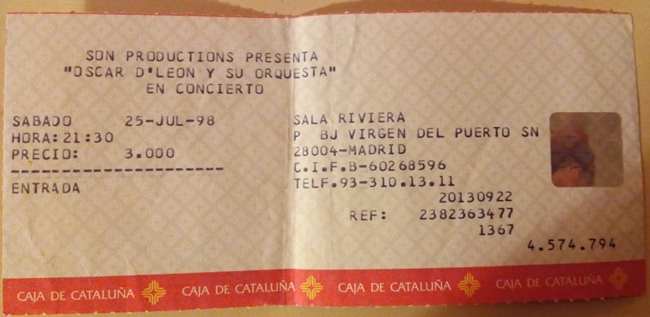 SON PRODUCTIONS PRESENTA
"OSCAR D'LEON Y SU ORQUESTA"
EN CONCIERTO
SABADO 25-JUL-98
HORA:21:30
PRECIO: 3.000
-----------------------
ENTRADA
SALA RIVIERA
P BJ VIRGEN DEL PUERTO SN
28004-MADRID
C.I.F.B-60268596
TELF.93-310.13.11
20130922
REF: 2382363477
1367
4.574.794
CAJA DE CATALUÑA CAJA DE CATALUÑA CAJA DE CATALUÑA CAJA DE CATALUÑA